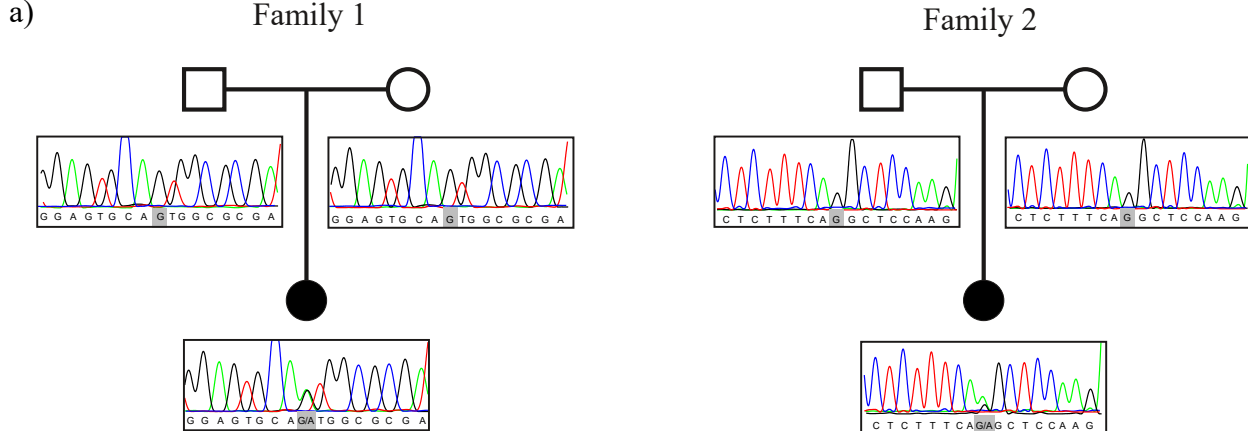 a)
Family 1
Family 2
G G A G T G C A G T G G C G C G A
G G A G T G C A G T G G C G C G A
C T C T T T C A G G C T C C A A G
C T C T T T C A G G C T C C A A G
G G A G T G C A G/A T G G C G C G A
C T C T T T C A G/A G C T C C A A G